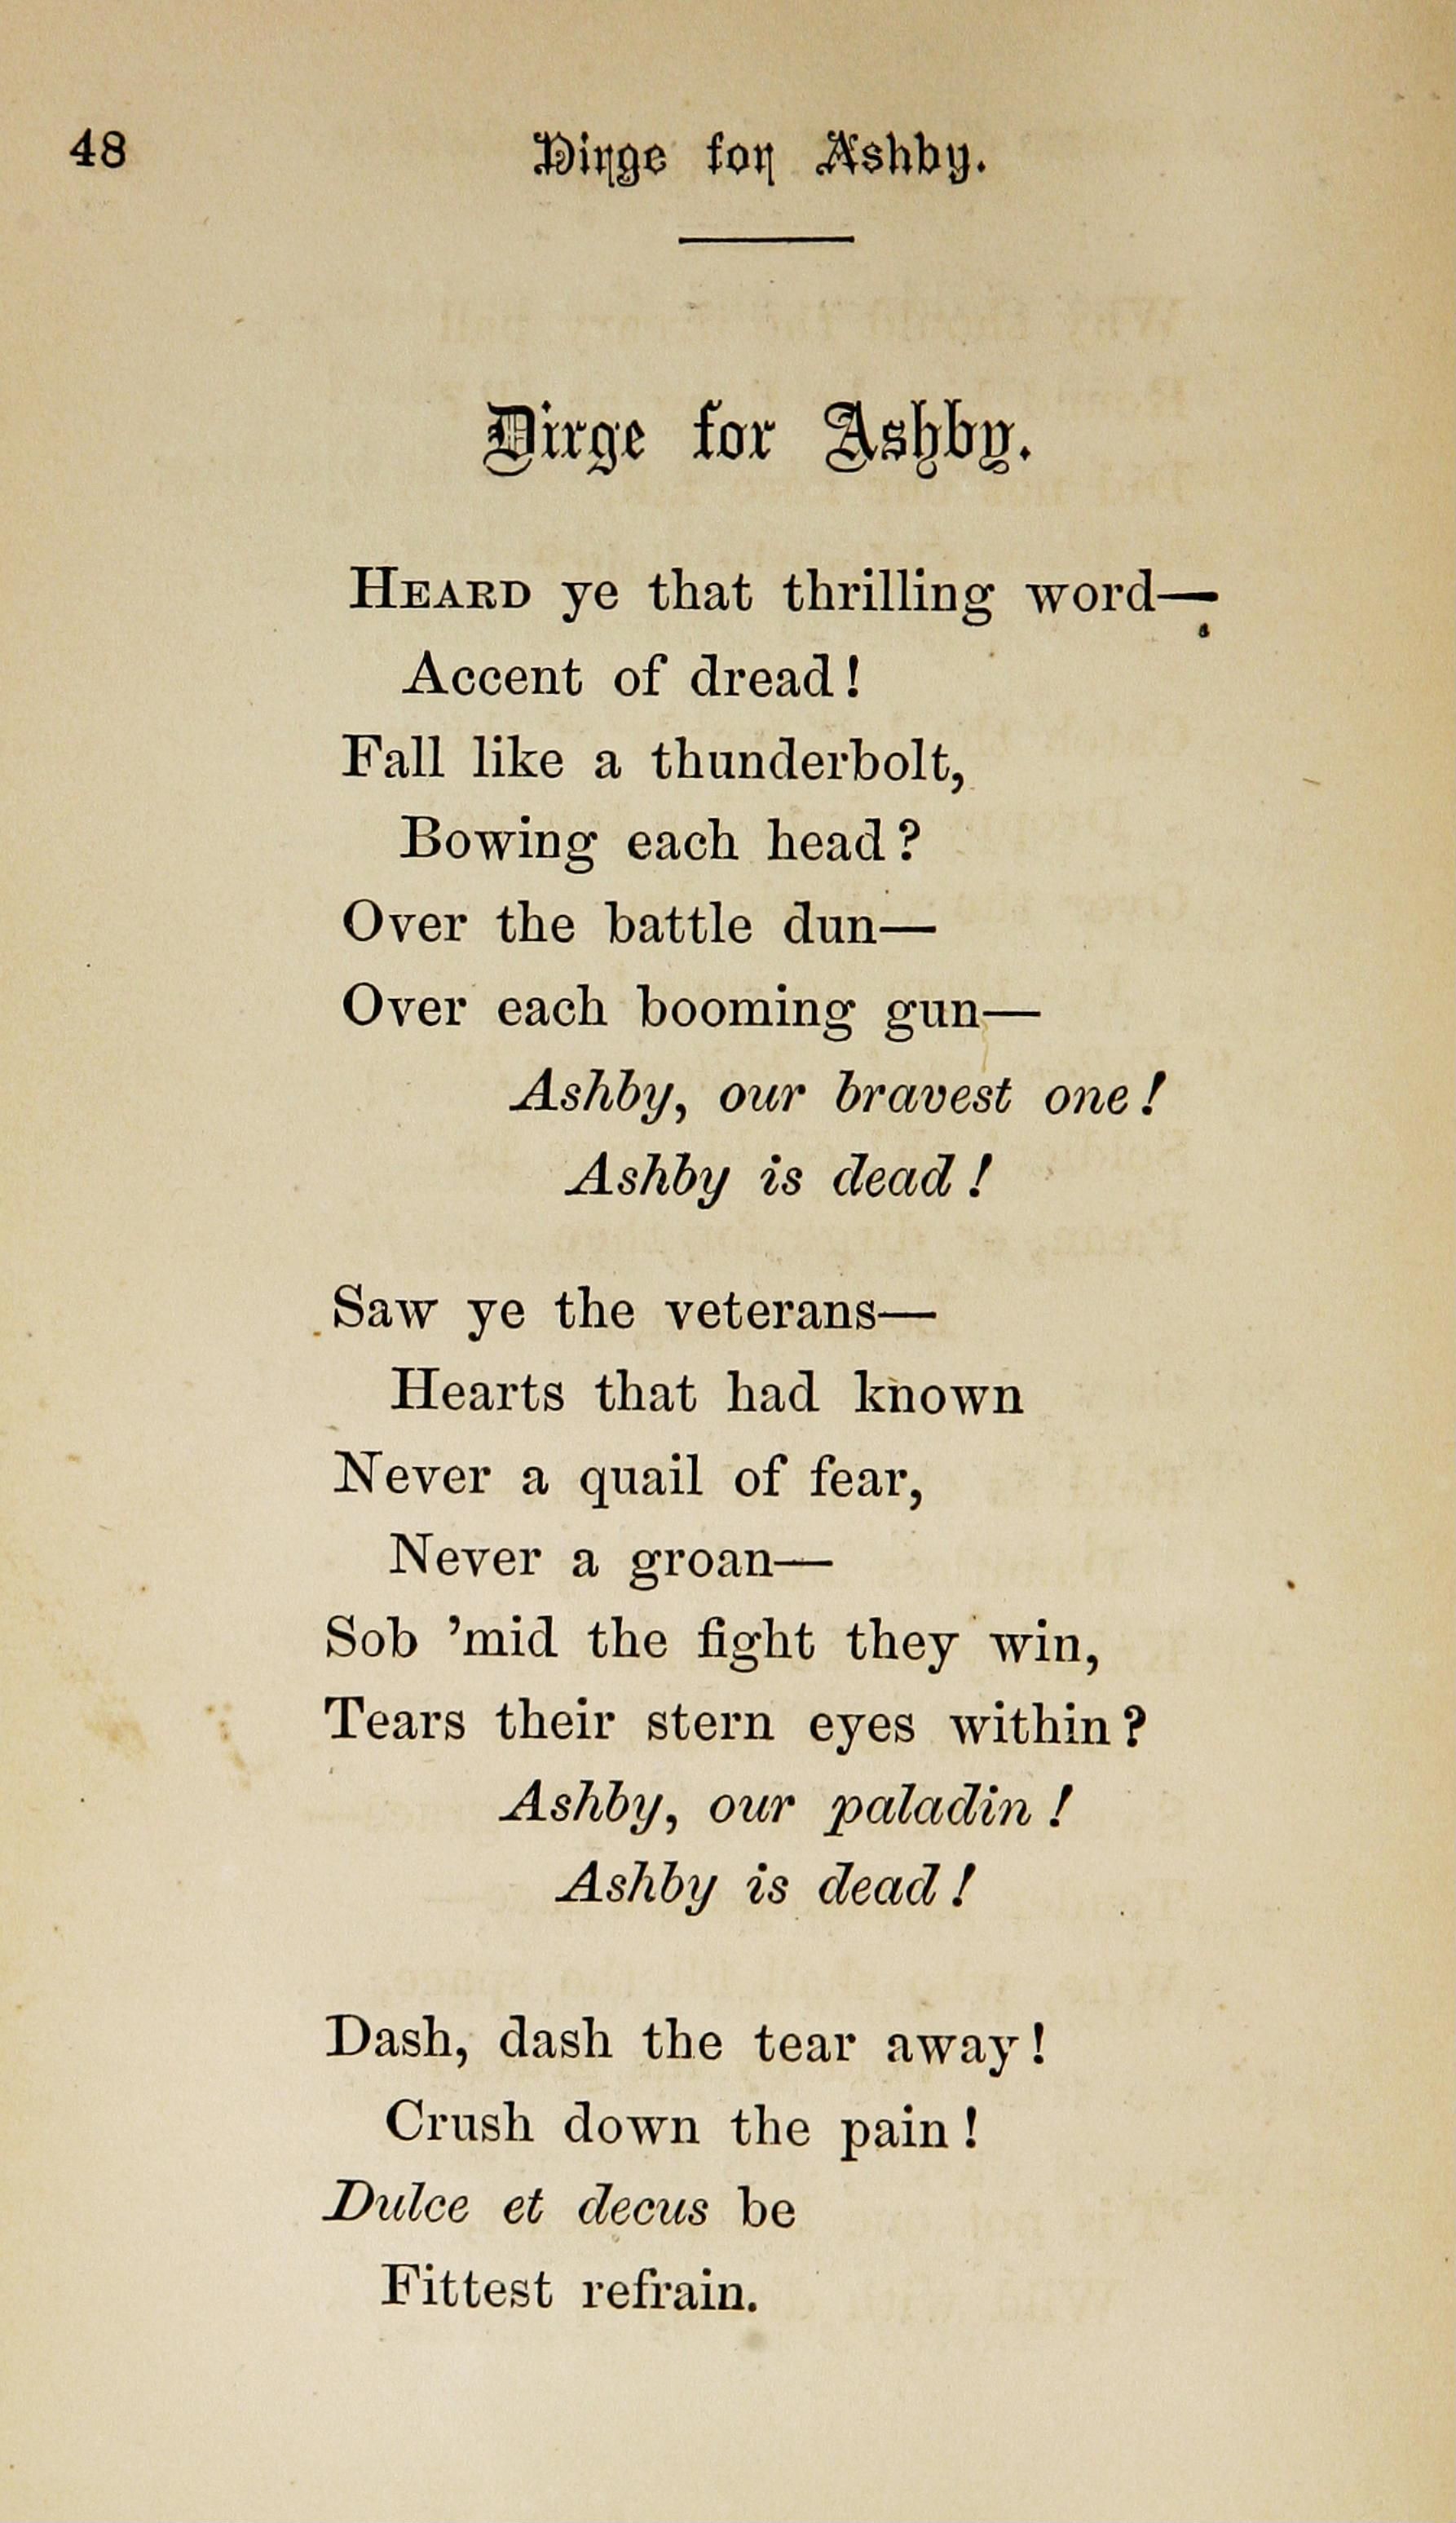 48
Dirge for Ashby.
Dirge for Ashby.
HEARD ye that thrilling word—
Accent of dread!
Fall like a thunderbolt,
Bowing each head?
Over the battle dun—
Over each booming gun—
Ashby, our bravest one!
Ashby is dead!
Saw ye the veterans—
Hearts that had known
Never a quail of fear,
Never a groan—
Sob ’mid the fight they win,
Tears their stern eyes within?
Ashby, our paladin!
Ashby is dead!
Dash, dash the tear away!
Crush down the pain!
Dulce et decus be
Fittest refrain.